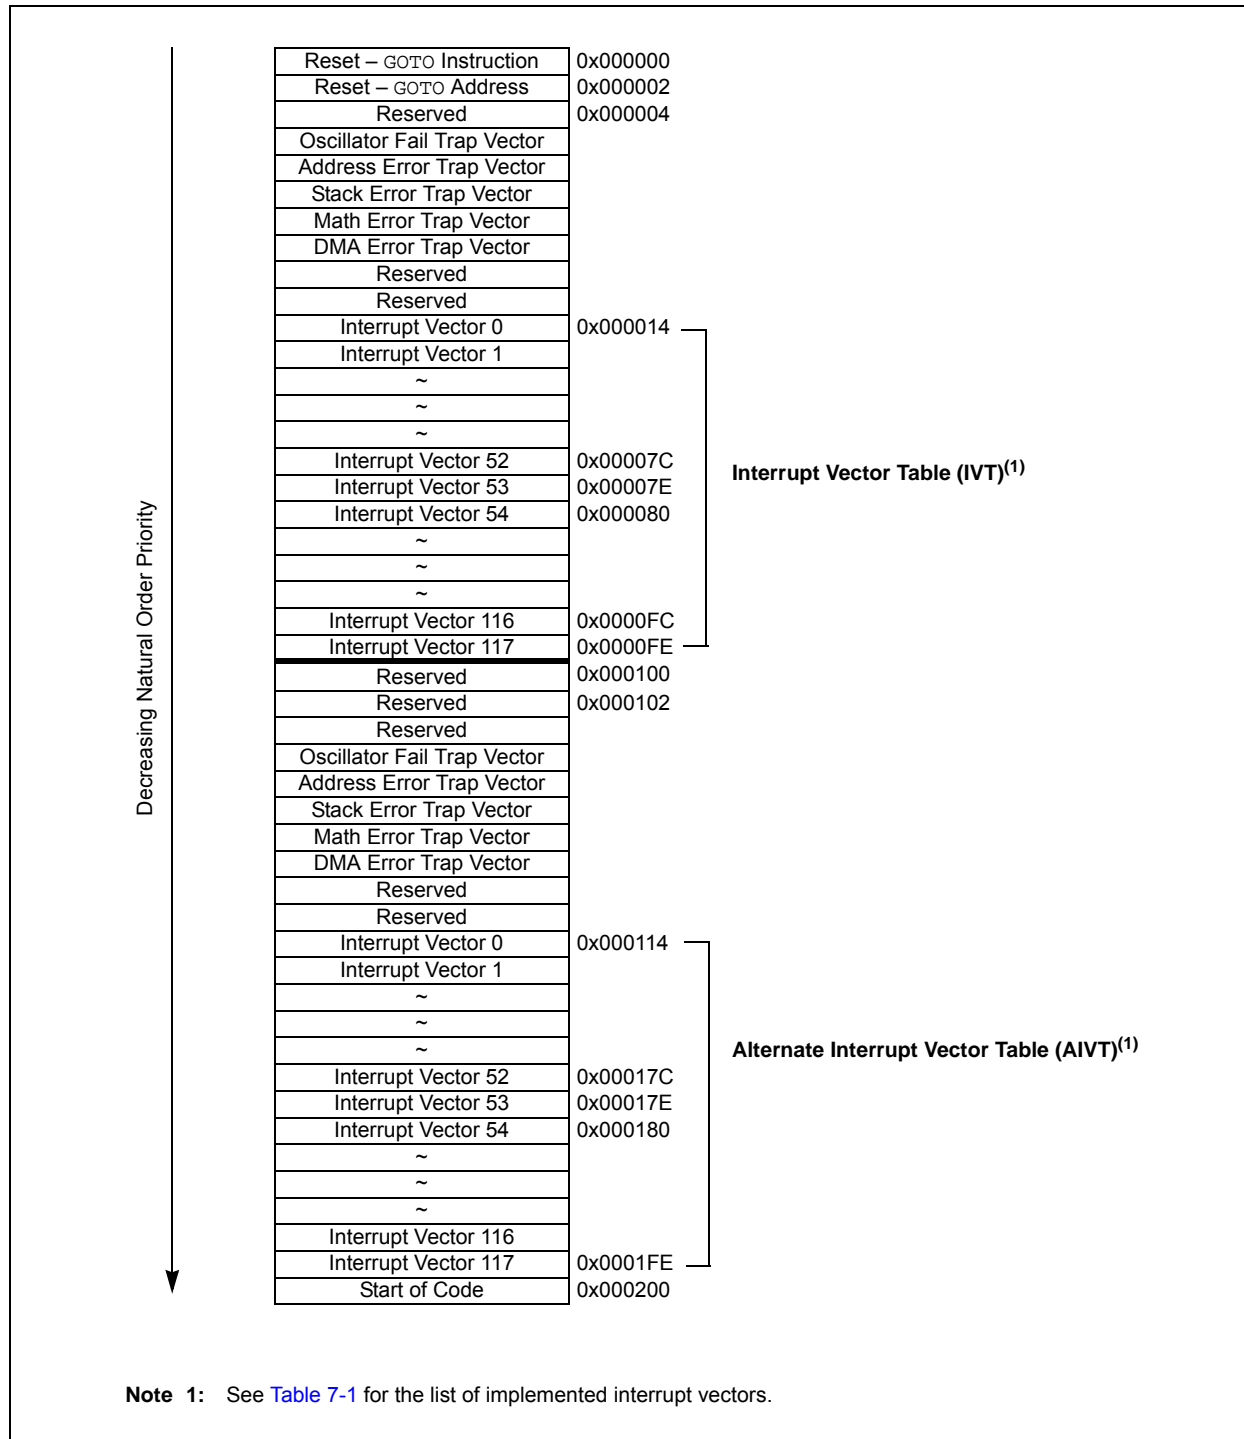 Decreasing Natural Order Priority
Reset – GOTO Instruction 0x000000
Reset – GOTO Address 0x000002
Reserved 0x000004
Oscillator Fail Trap Vector
Address Error Trap Vector
Stack Error Trap Vector
Math Error Trap Vector
DMA Error Trap Vector
Reserved
Reserved
Interrupt Vector 0 0x000014
Interrupt Vector 1
~
~
~
Interrupt Vector 52 0x00007C
Interrupt Vector Table (IVT)(1)
Interrupt Vector 53 0x00007E
Interrupt Vector 54 0x000080
~
~
~
Interrupt Vector 116 0x0000FC
Interrupt Vector 117 0x0000FE
Reserved 0x000100
Reserved 0x000102
Reserved
Oscillator Fail Trap Vector
Address Error Trap Vector
Stack Error Trap Vector
Math Error Trap Vector
DMA Error Trap Vector
Reserved
Reserved
Interrupt Vector 0 0x000114
Interrupt Vector 1
~
~
~
Alternate Interrupt Vector Table (AIVT)(1)
Interrupt Vector 52 0x00017C
Interrupt Vector 53 0x00017E
Interrupt Vector 54 0x000180
~
~
~
Interrupt Vector 116
Interrupt Vector 117 0x0001FE
Start of Code 0x000200
Note 1: See Table 7-1 for the list of implemented interrupt vectors.